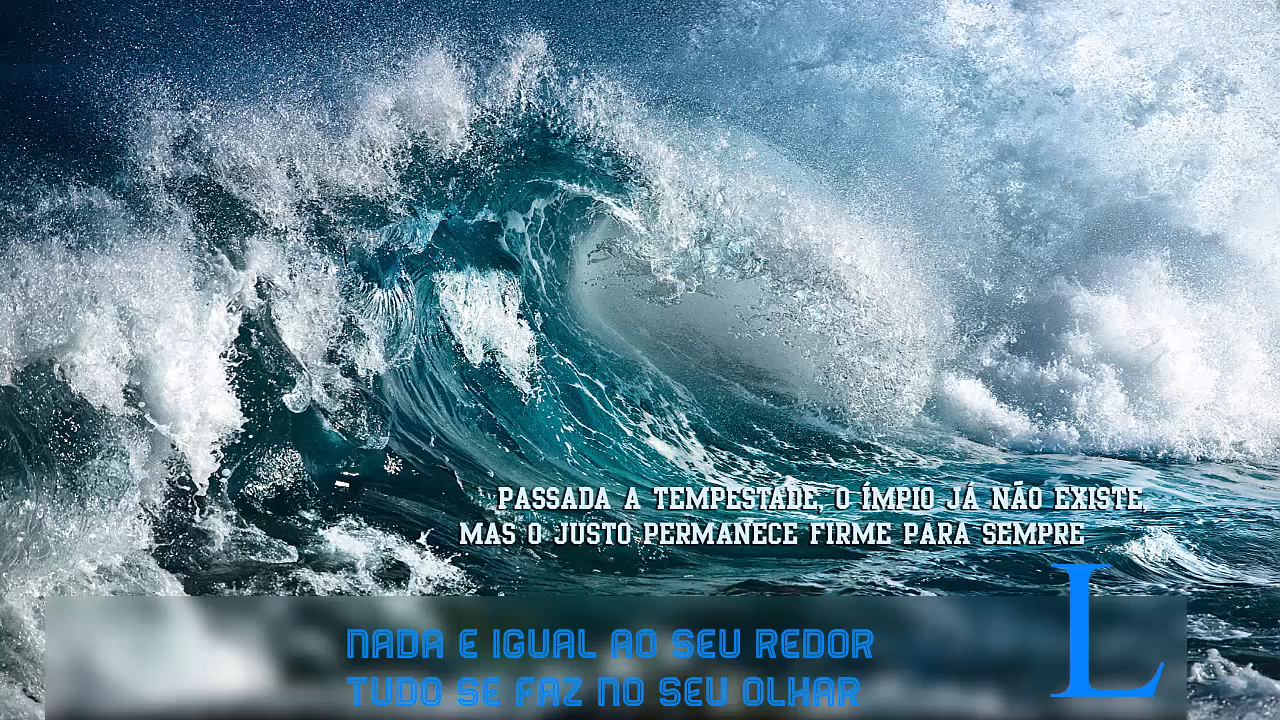 PASSADA A TEMPESTADE, O ÍMPIO JÁ NÃO EXISTE,
MAS O JUSTO PERMANECE FIRME PARA SEMPRE
L
NADA E IGUAL AO SEU REDOR
TUDO SE FAZ NO SEU OLHAR